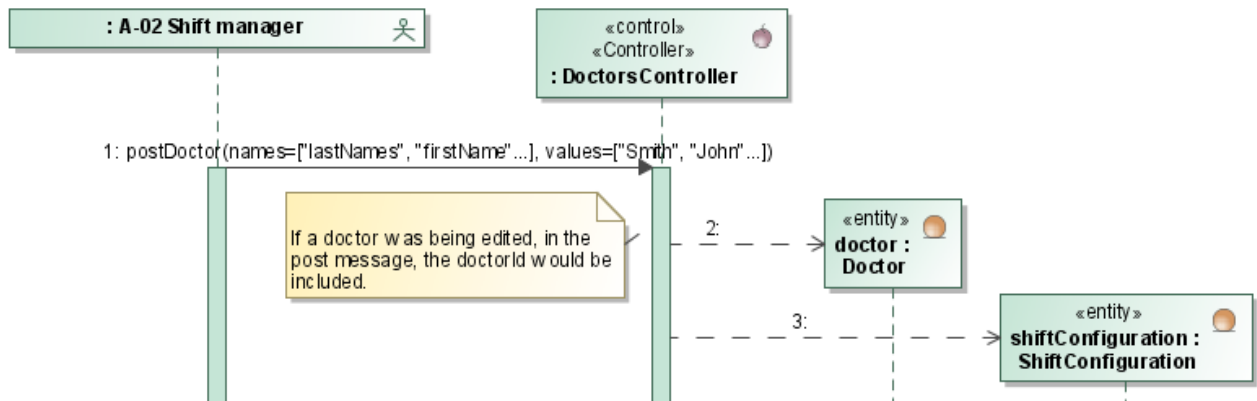 : A-02 Shift manager
«control»
«Controller»
: DoctorsController
1: postDoctor(names=["lastNames", "firstName"...], values=["Smith", "John"...])
If a doctor was being edited, in the
post message, the doctorId would be
included.
2:
«entity»
doctor :
Doctor
3:
«entity»
shiftConfiguration :
ShiftConfiguration